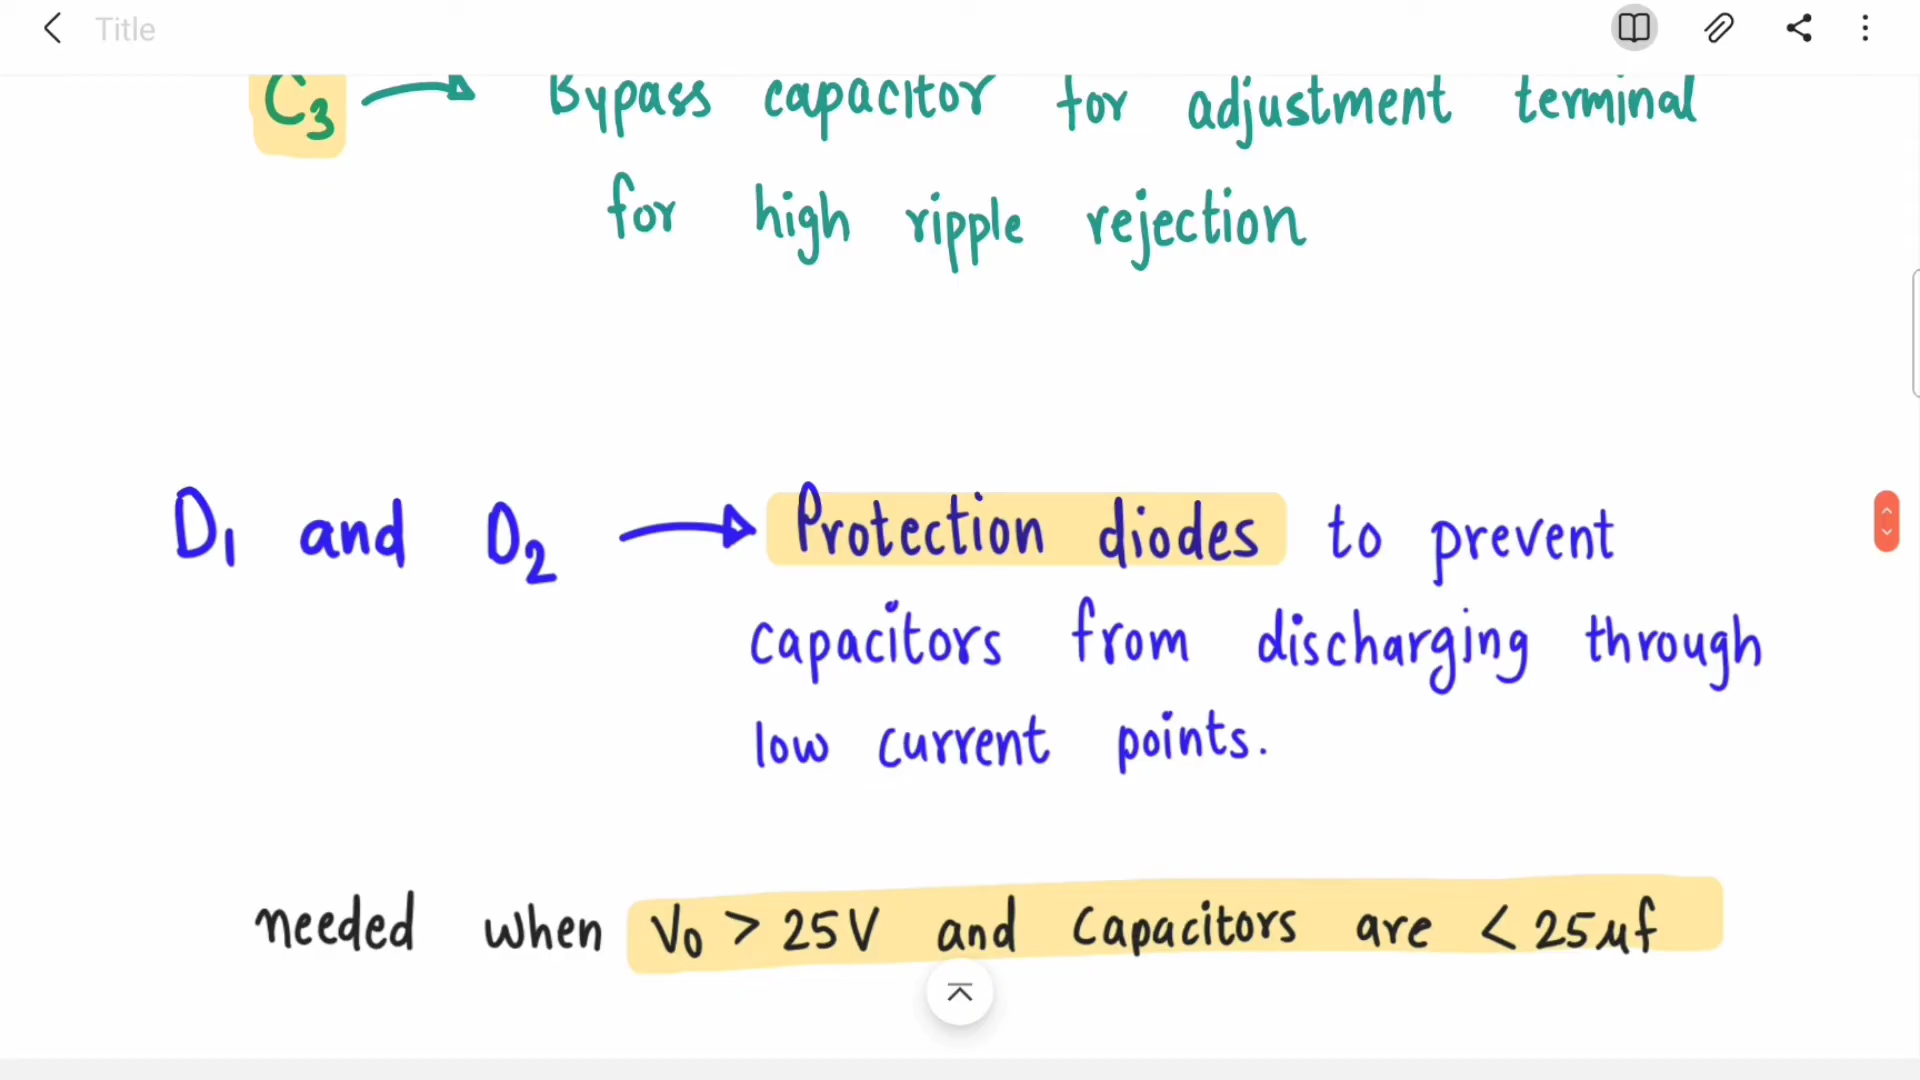 Title
C3 → Bypass capacitor for adjustment terminal
for high ripple rejection
D1 and D2 → Protection diodes to prevent
capacitors from discharging through
low current points.
needed when V0 > 25V and capacitors are < 25μf